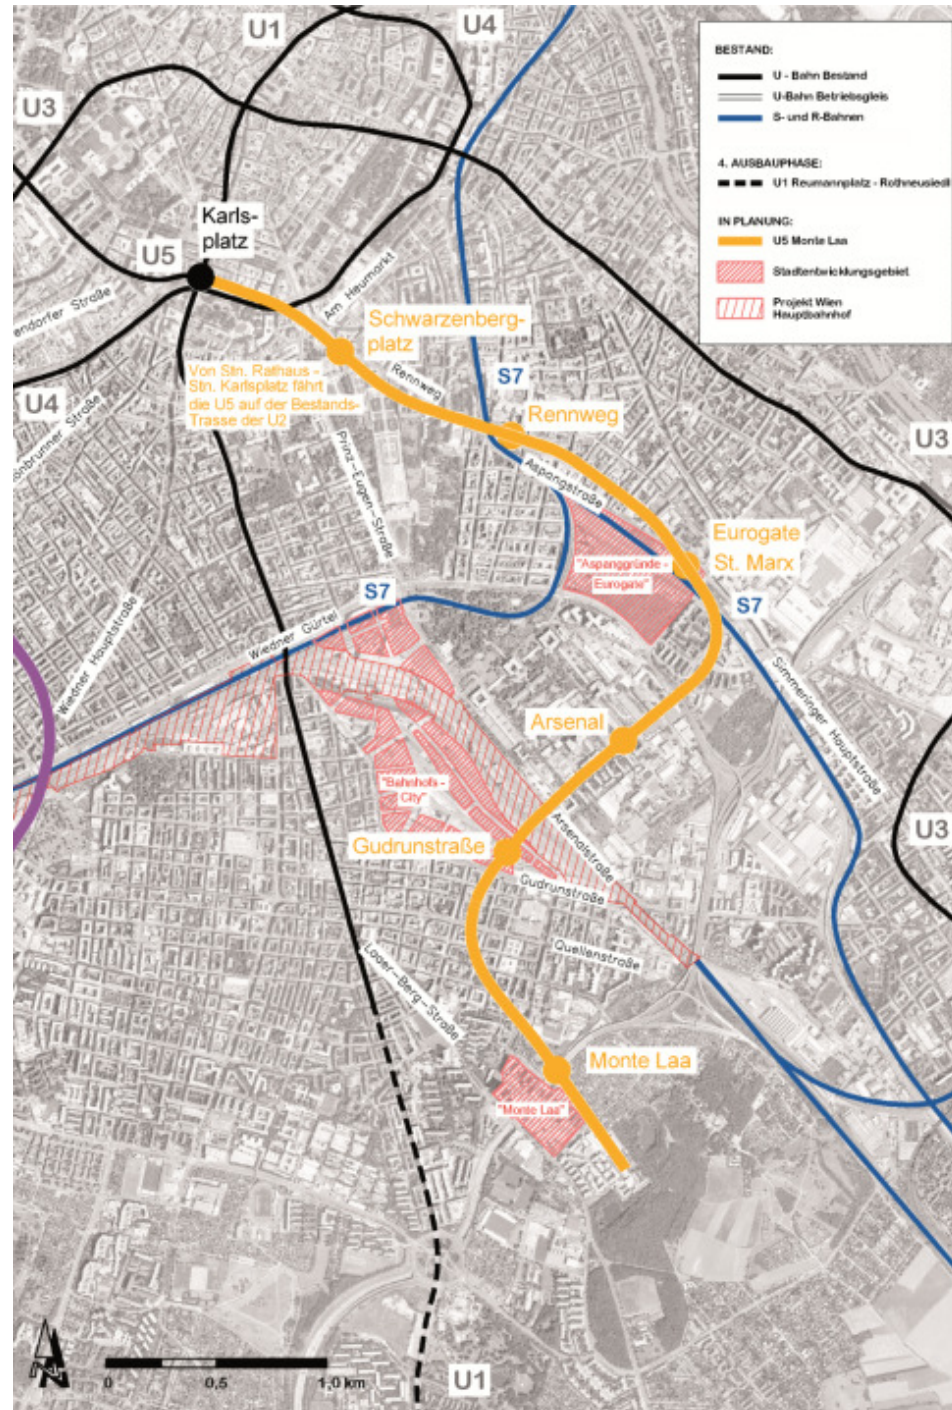 U1
U4
U3
BESTAND:
U - Bahn Bestand
U-Bahn Betriebsgleis
S- und R-Bahnen
4. AUSBAUPHASE:
U1 Reumannplatz - Rothneusiedl
IN PLANUNG:
U5 Monte Laa
Stadtentwicklungsgebiet
Projekt Wien
Hauptbahnhof
Karls-
platz
U5
Am Heumarkt
endorfer Straße
Schwarzenberg-
platz
Von Stn. Rathaus -
Stn. Karlsplatz fährt
die U5 auf der Bestands-
Trasse der U2
Rennweg
S7
U4
Rennweg
önbrunner Straße
Prinz-Eugen-Straße
U3
Aspangstraße
Eurogate
St. Marx
"Aspanggründe -
Eurogate"
S7
S7
Wiedner Hauptstraße
Wiedner Gürtel
Simmeringer Hauptstraße
Arsenal
"Bahnhofs -
City"
Arsenalstraße
U3
Gudrunstraße
Gudrunstraße
Quellenstraße
Laaer-Berg-Straße
Monte Laa
"Monte Laa"
N
0
0,5
1,0 km
U1